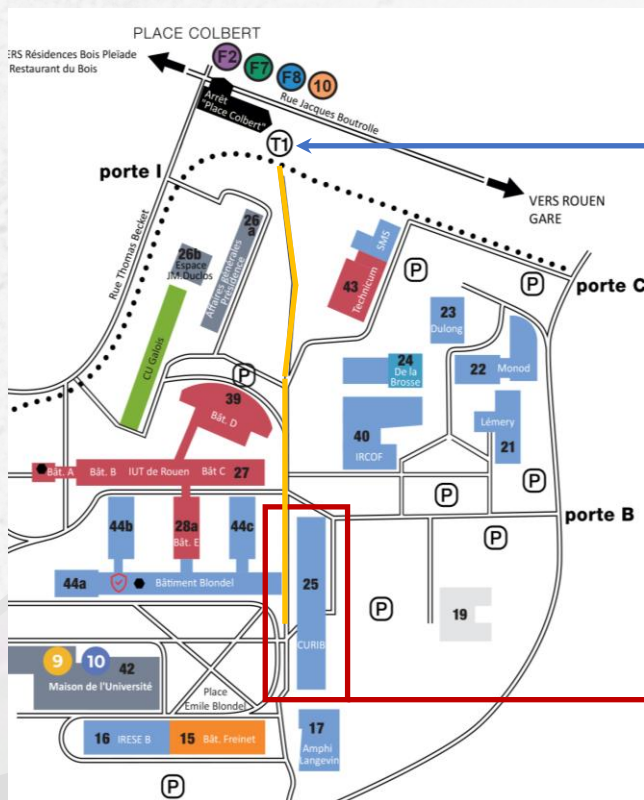 PLACE COLBERT
ERS Résidences Bois Pleïade
Restaurant du Bois
F2
F7
F8
10
Arrêt
"Place Colbert"
Rue Jacques Boutrolle
T1
porte I
VERS ROUEN
GARE
Rue Thomas Becket
26b
Espace
JM Duclos
26
a
Affaires Générales
Présidence
SMS
43
Technicum
P
P
porte C
23
Dulong
CU Galois
24
De la
Brosse
22
Monod
P
39
Bât. D
40
IRCOF
Lémery
21
Bât. A
Bât. B
IUT de Rouen
Bât C
27
P
P
porte B
44b
28a
Bât. E
44c
25
CURIB
P
44a
Bâtiment Blondel
P
19
9
10
42
Maison de l'Université
Place
Emile Blondel
16
IRESE B
15
Bât. Freinet
17
Amphi
Langevin
P